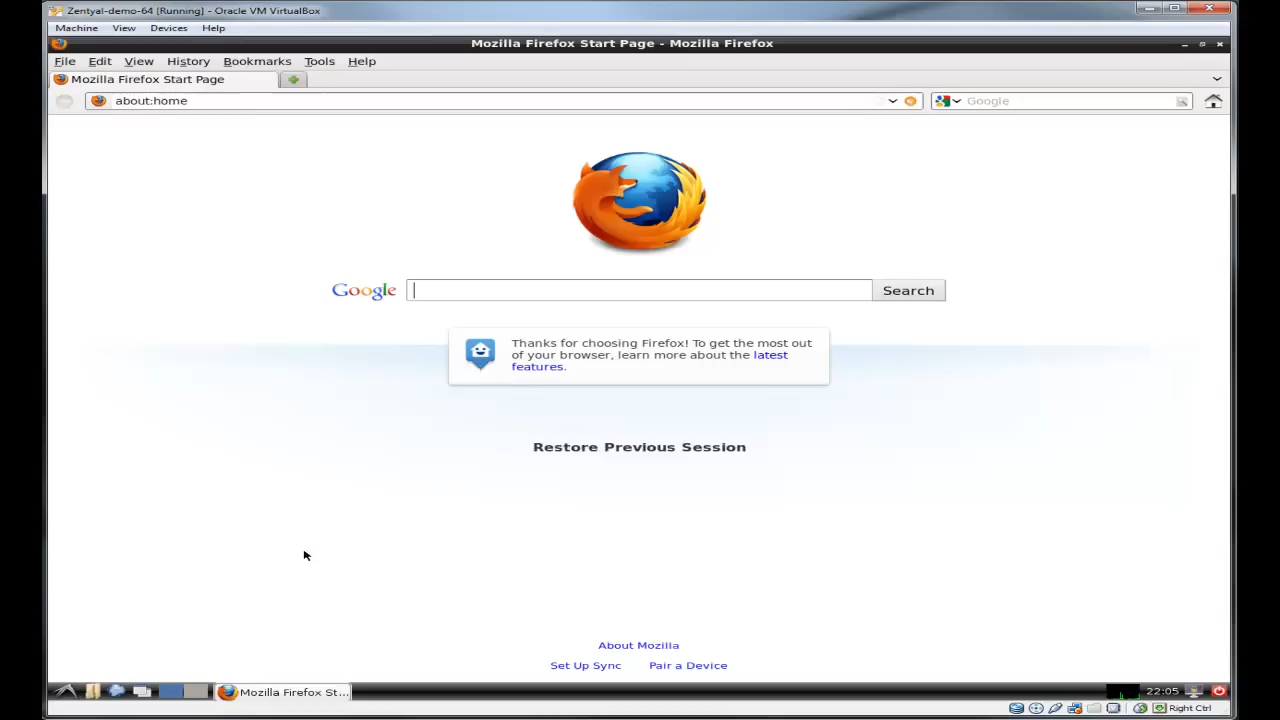 Zentyal-demo-64 [Running] - Oracle VM VirtualBox
Machine View Devices Help
Mozilla Firefox Start Page - Mozilla Firefox
File Edit View History Bookmarks Tools Help
Mozilla Firefox Start Page
about:home
Google
Google
Search
Thanks for choosing Firefox! To get the most out
of your browser, learn more about the latest
features.
Restore Previous Session
About Mozilla
Set Up Sync Pair a Device
Mozilla Firefox St...
22:05
Right Ctrl